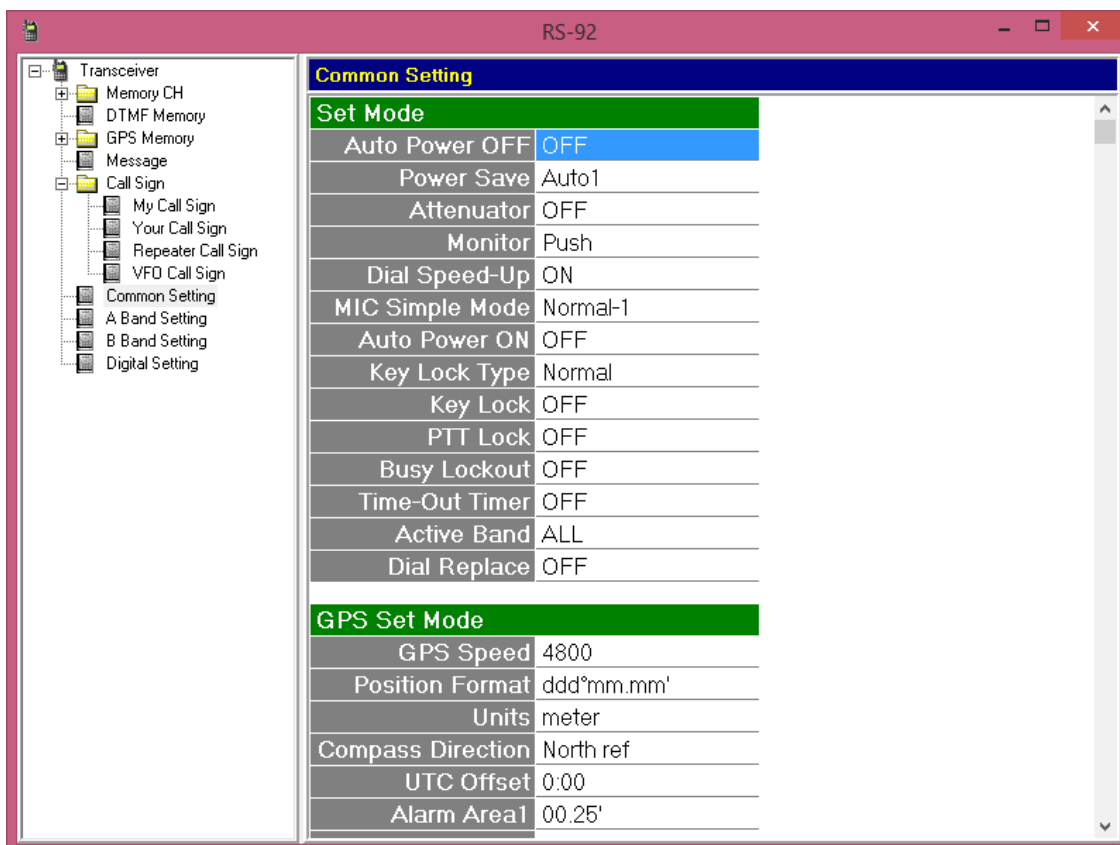 RS-92
Transceiver
Memory CH
DTMF Memory
GPS Memory
Message
Call Sign
My Call Sign
Your Call Sign
Repeater Call Sign
VFO Call Sign
Common Setting
A Band Setting
B Band Setting
Digital Setting
Common Setting
Set Mode
Auto Power OFF OFF
Power Save Auto1
Attenuator OFF
Monitor Push
Dial Speed-Up ON
MIC Simple Mode Normal-1
Auto Power ON OFF
Key Lock Type Normal
Key Lock OFF
PTT Lock OFF
Busy Lockout OFF
Time-Out Timer OFF
Active Band ALL
Dial Replace OFF
GPS Set Mode
GPS Speed 4800
Position Format ddd°mm.mm'
Units meter
Compass Direction North ref
UTC Offset 0:00
Alarm Area1 00.25'